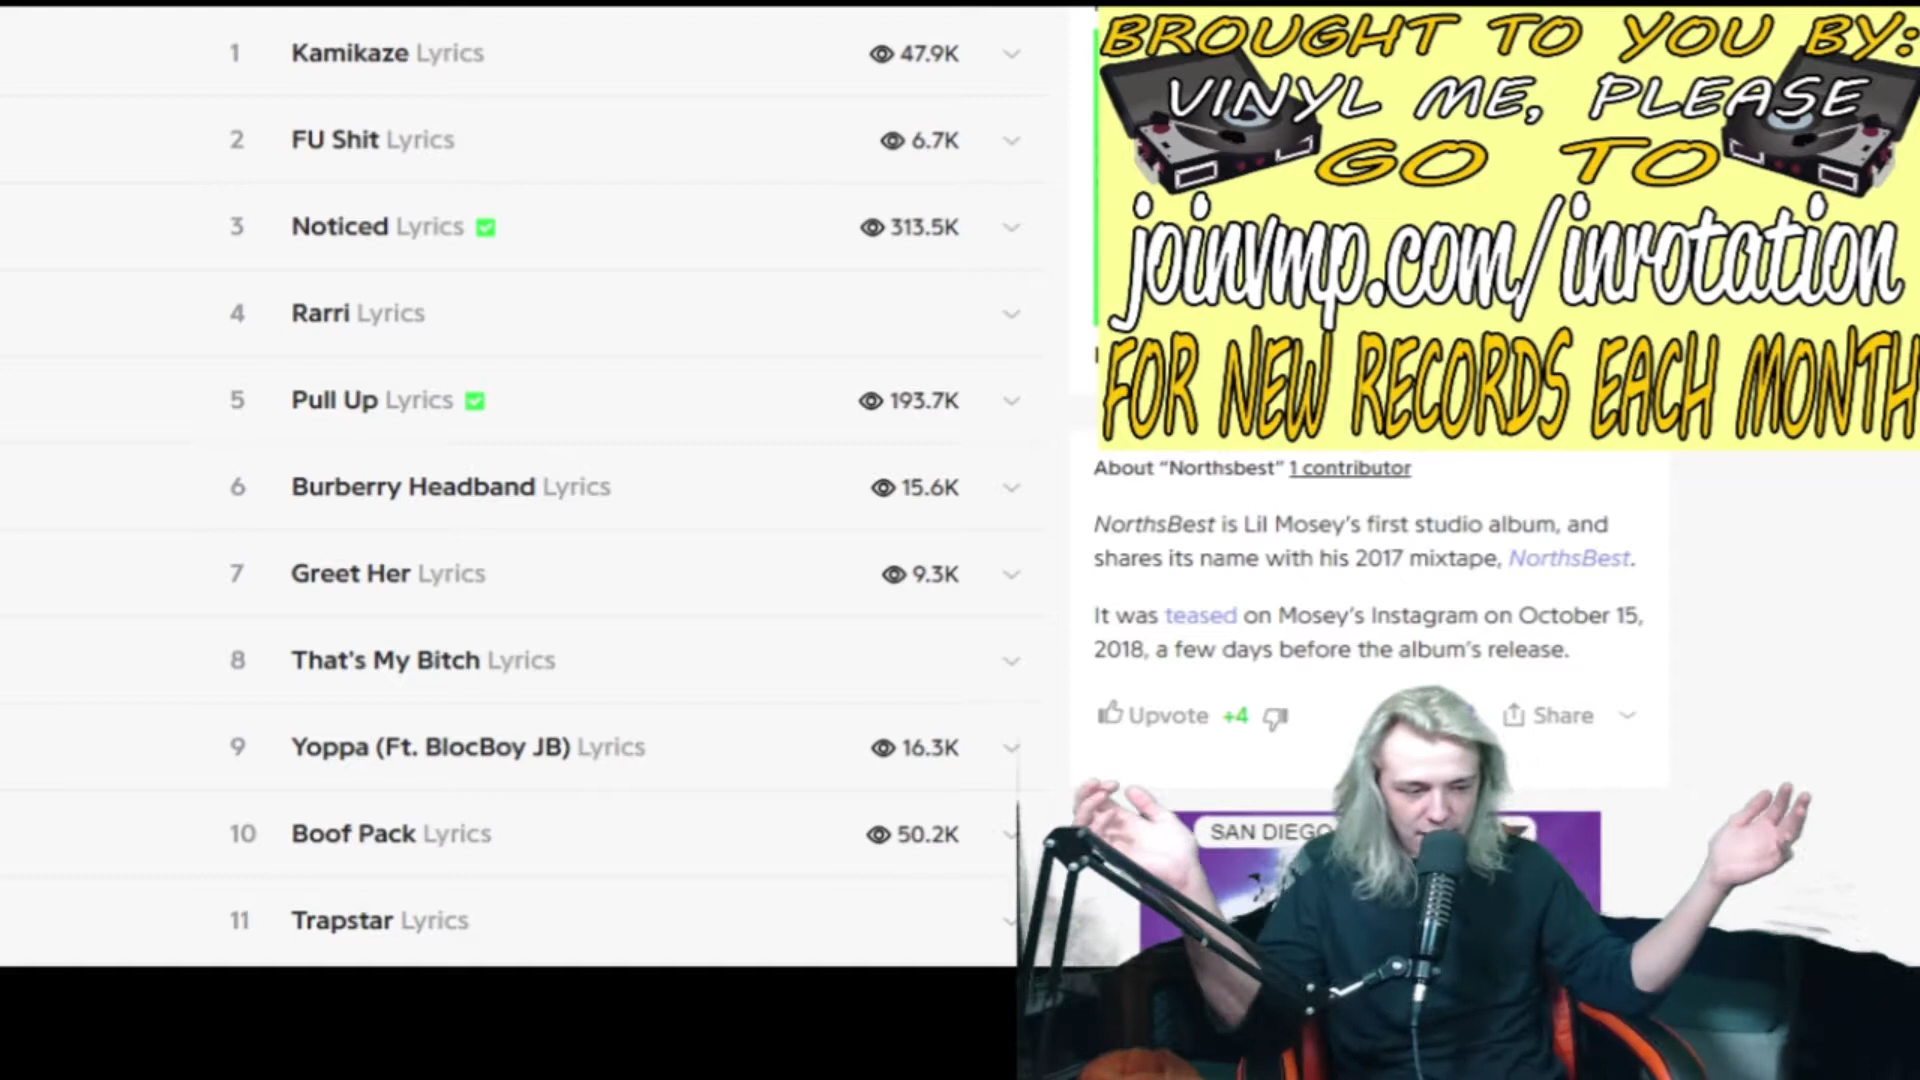 1 Kamikaze Lyrics 47.9K
2 FU Shit Lyrics 6.7K
3 Noticed Lyrics 313.5K
4 Rarri Lyrics
5 Pull Up Lyrics 193.7K
6 Burberry Headband Lyrics 15.6K
7 Greet Her Lyrics 9.3K
8 That's My Bitch Lyrics
9 Yoppa (Ft. BlocBoy JB) Lyrics 16.3K
10 Boof Pack Lyrics 50.2K
11 Trapstar Lyrics
BROUGHT TO YOU BY:
VINYL ME, PLEASE
GO TO
joinvmp.com/inrotation
FOR NEW RECORDS EACH MONTH
About “Northsbest” 1 contributor
NorthsBest is Lil Mosey’s first studio album, and
shares its name with his 2017 mixtape, NorthsBest.
It was teased on Mosey’s Instagram on October 15,
2018, a few days before the album’s release.
Upvote +4 Share
SAN DIEGO